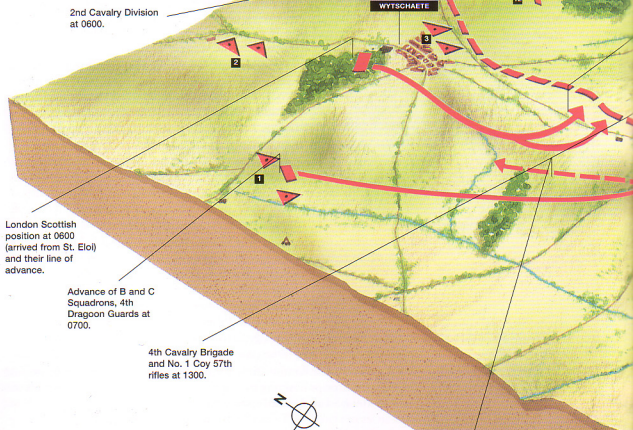 2nd Cavalry Division
at 0600.
WYTSCHAETE
3
2
1
London Scottish
position at 0600
(arrived from St. Eloi)
and their line of
advance.
Advance of B and C
Squadrons, 4th
Dragoon Guards at
0700.
4th Cavalry Brigade
and No. 1 Coy 57th
rifles at 1300.
N